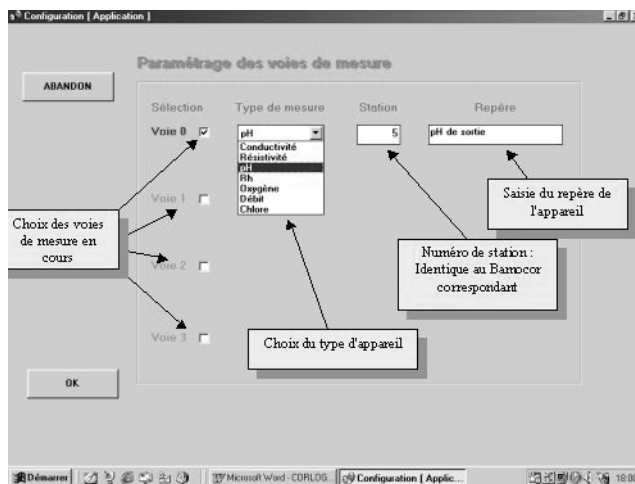 Configuration [ Application ]
Paramétrage des voies de mesure
ABANDON
Sélection Type de mesure Station Repère
Voie 0 pH 5 pH de sortie
Conductivité
Résistivité
pH
Rh
Oxygène
Débit
Chlore
Voie 1
Saisie du repère de
l'appareil
Choix des voies
de mesure en
cours
Numéro de station :
Identique au Bamocor
correspondant
Voie 2
Voie 3
Choix du type d'appareil
OK
Démarrer Microsoft Word - CORLOG... Configuration [ Applic...